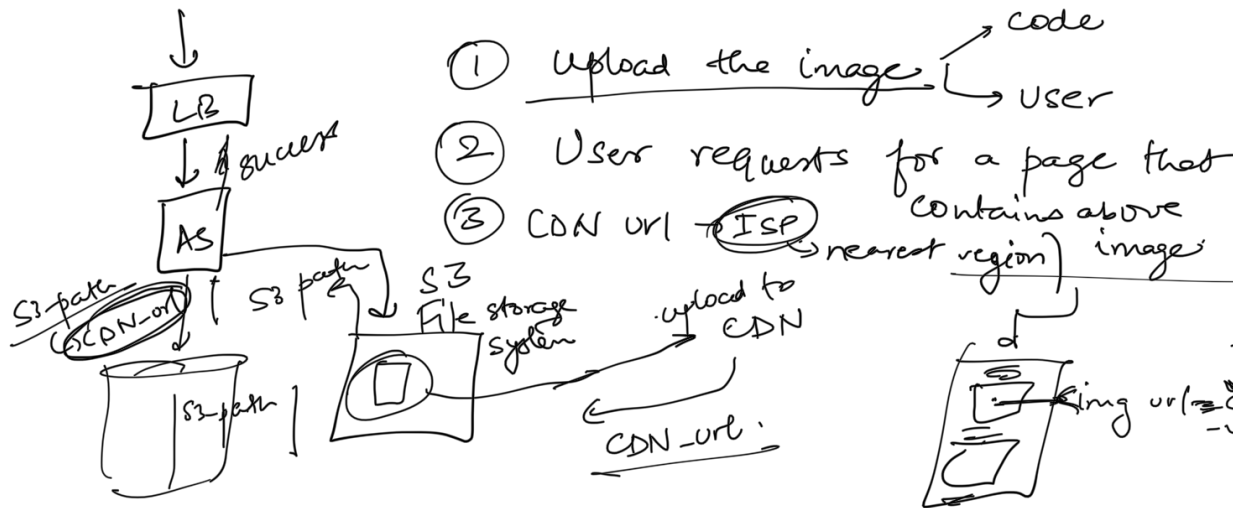 LB
success
AS
S3-path
CDN_url
S3 path
S3
File storage
system
S3-path
upload to
CDN
CDN_url.
① Upload the image
code
User
② User requests for a page that
contains above
image.
③ CDN url → ISP
nearest region
<img url=